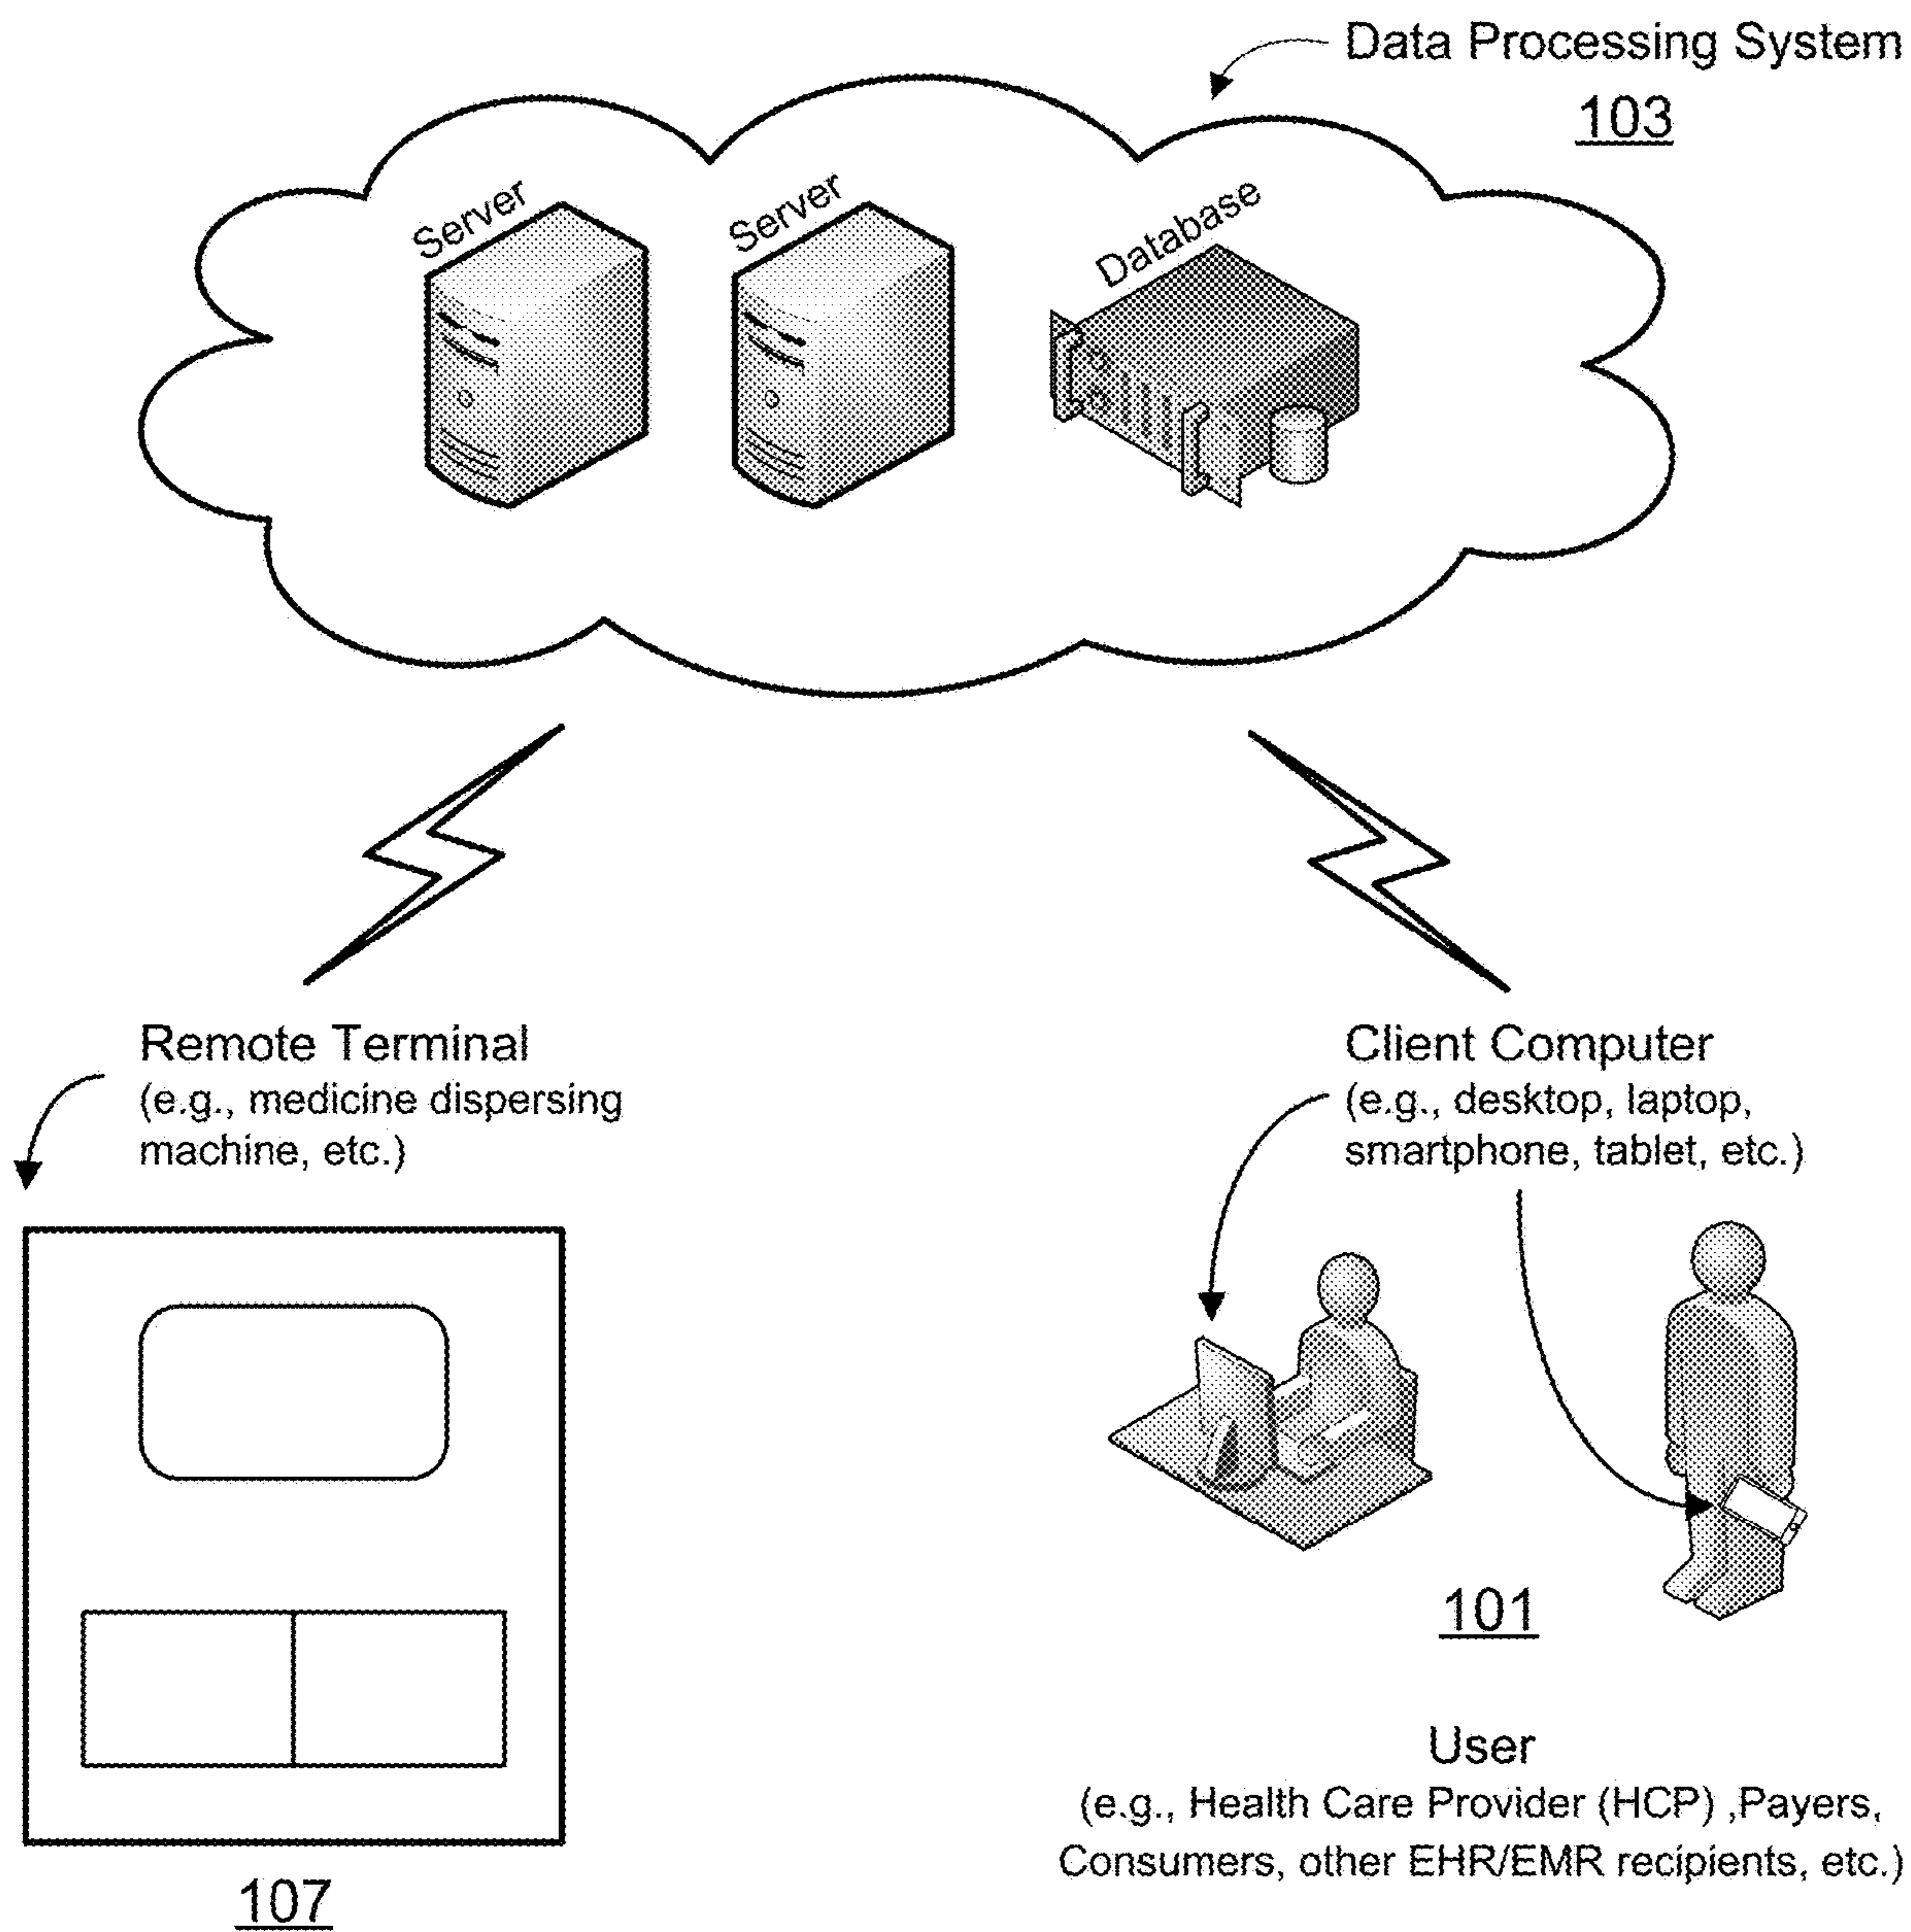 Data Processing System
103
Server
Server
Database
Remote Terminal
(e.g., medicine dispersing
machine, etc.)
Client Computer
(e.g., desktop, laptop,
smartphone, tablet, etc.)
101
User
(e.g., Health Care Provider (HCP) ,Payers,
Consumers, other EHR/EMR recipients, etc.)
107